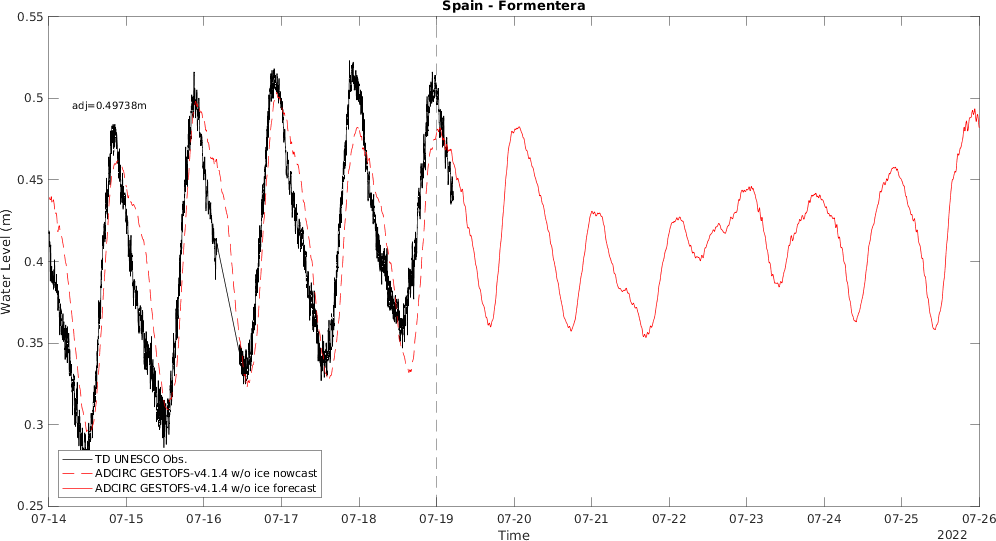 Spain - Formentera
0.55
0.5
0.45
0.4
0.35
0.3
0.25
Water Level (m)
adj=0.49738m
TD UNESCO Obs.
ADCIRC GESTOFS-v4.1.4 w/o ice nowcast
ADCIRC GESTOFS-v4.1.4 w/o ice forecast
07-14 07-15 07-16 07-17 07-18 07-19 07-20 07-21 07-22 07-23 07-24 07-25 07-26
Time
2022